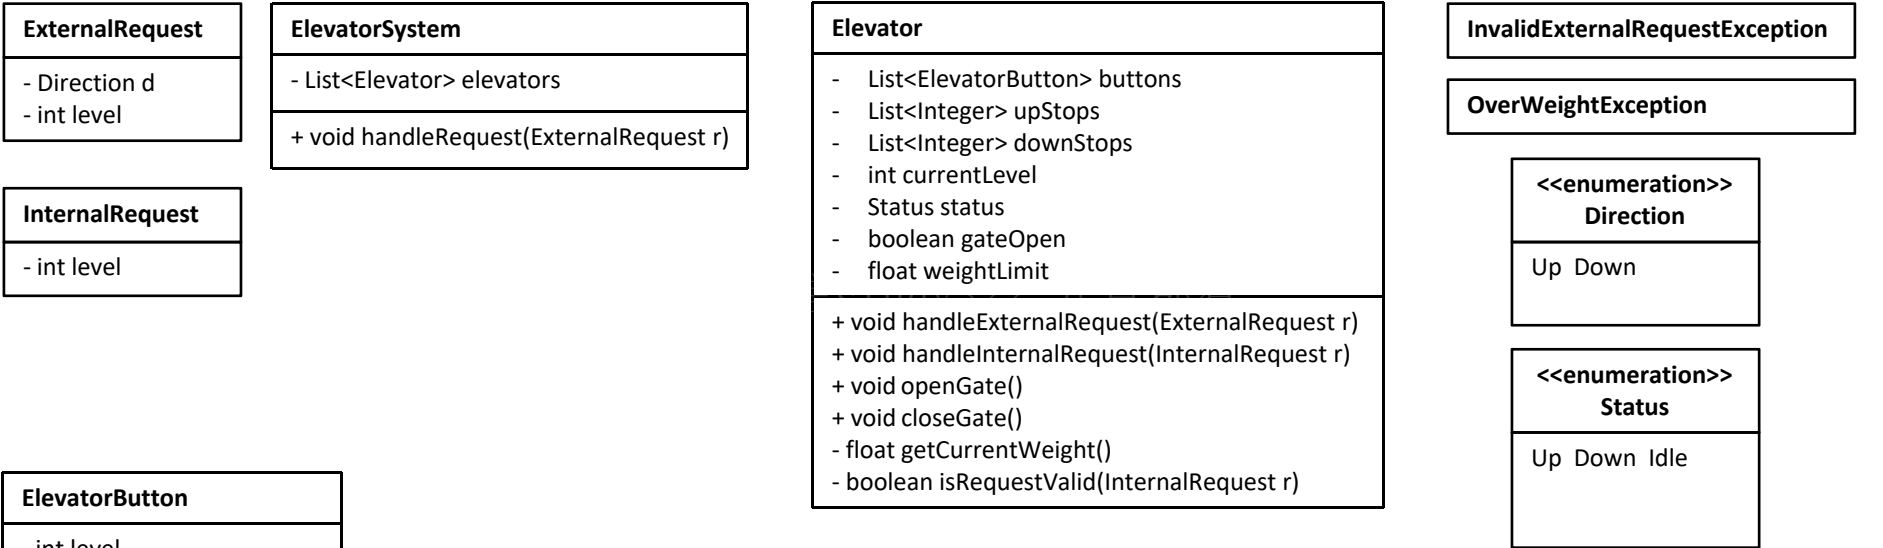 ExternalRequest
- Direction d
- int level
ElevatorSystem
- List<Elevator> elevators
+ void handleRequest(ExternalRequest r)
Elevator
- List<ElevatorButton> buttons
- List<Integer> upStops
- List<Integer> downStops
- int currentLevel
- Status status
- boolean gateOpen
- float weightLimit
+ void handleExternalRequest(ExternalRequest r)
+ void handleInternalRequest(InternalRequest r)
+ void openGate()
+ void closeGate()
- float getCurrentWeight()
- boolean isRequestValid(InternalRequest r)
InvalidExternalRequestException
OverWeightException
<<enumeration>>
Direction
Up Down
<<enumeration>>
Status
Up Down Idle
InternalRequest
- int level
ElevatorButton
int level